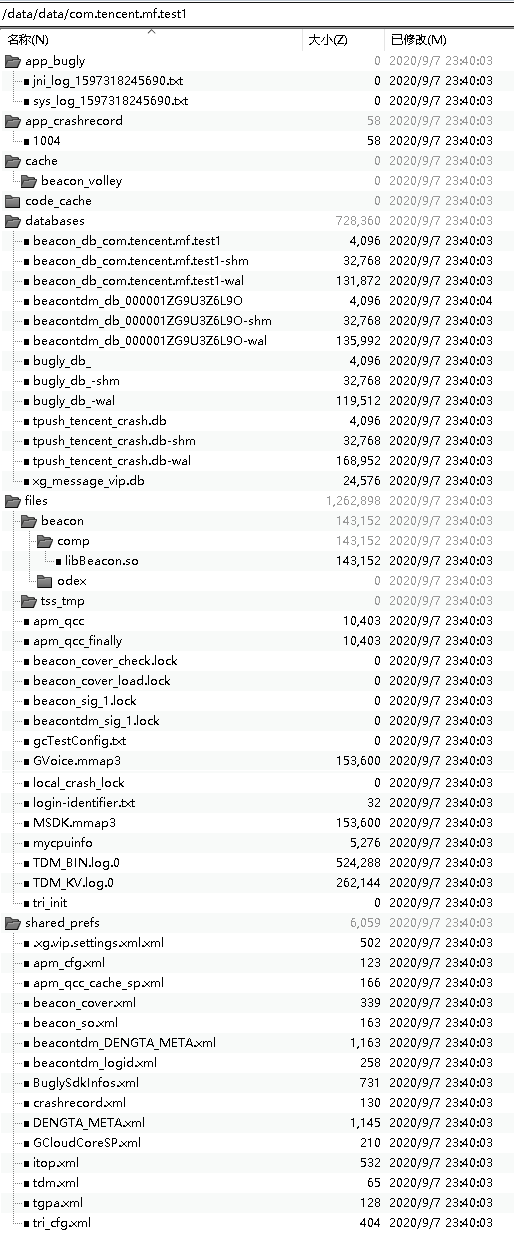 /data/data/com.tencent.mf.test1
名称(N) 大小(Z) 已修改(M)
app_bugly 0 2020/9/7 23:40:03
jni_log_1597318245690.txt 0 2020/9/7 23:40:03
sys_log_1597318245690.txt 0 2020/9/7 23:40:03
app_crashrecord 58 2020/9/7 23:40:03
1004 58 2020/9/7 23:40:03
cache 0 2020/9/7 23:40:03
beacon_volley 0 2020/9/7 23:40:03
code_cache 0 2020/9/7 23:40:03
databases 728,360 2020/9/7 23:40:03
beacon_db_com.tencent.mf.test1 4,096 2020/9/7 23:40:03
beacon_db_com.tencent.mf.test1-shm 32,768 2020/9/7 23:40:03
beacon_db_com.tencent.mf.test1-wal 131,872 2020/9/7 23:40:03
beacontdm_db_000001ZG9U3Z6L9O 4,096 2020/9/7 23:40:04
beacontdm_db_000001ZG9U3Z6L9O-shm 32,768 2020/9/7 23:40:03
beacontdm_db_000001ZG9U3Z6L9O-wal 135,992 2020/9/7 23:40:03
bugly_db_ 4,096 2020/9/7 23:40:03
bugly_db_-shm 32,768 2020/9/7 23:40:03
bugly_db_-wal 119,512 2020/9/7 23:40:03
tpush_tencent_crash.db 4,096 2020/9/7 23:40:03
tpush_tencent_crash.db-shm 32,768 2020/9/7 23:40:03
tpush_tencent_crash.db-wal 168,952 2020/9/7 23:40:03
xg_message_vip.db 24,576 2020/9/7 23:40:03
files 1,262,898 2020/9/7 23:40:03
beacon 143,152 2020/9/7 23:40:03
comp 143,152 2020/9/7 23:40:03
libBeacon.so 143,152 2020/9/7 23:40:03
odex 0 2020/9/7 23:40:03
tss_tmp 0 2020/9/7 23:40:03
apm_qcc 10,403 2020/9/7 23:40:03
apm_qcc_finally 10,403 2020/9/7 23:40:03
beacon_cover_check.lock 0 2020/9/7 23:40:03
beacon_cover_load.lock 0 2020/9/7 23:40:03
beacon_sig_1.lock 0 2020/9/7 23:40:03
beacontdm_sig_1.lock 0 2020/9/7 23:40:03
gcTestConfig.txt 0 2020/9/7 23:40:03
GVoice.mmap3 153,600 2020/9/7 23:40:03
local_crash_lock 0 2020/9/7 23:40:03
login-identifier.txt 32 2020/9/7 23:40:03
MSDK.mmap3 153,600 2020/9/7 23:40:03
mycpuinfo 5,276 2020/9/7 23:40:03
TDM_BIN.log.0 524,288 2020/9/7 23:40:03
TDM_KV.log.0 262,144 2020/9/7 23:40:03
tri_init 0 2020/9/7 23:40:03
shared_prefs 6,059 2020/9/7 23:40:03
.xg.vip.settings.xml.xml 502 2020/9/7 23:40:03
apm_cfg.xml 123 2020/9/7 23:40:03
apm_qcc_cache_sp.xml 166 2020/9/7 23:40:03
beacon_cover.xml 339 2020/9/7 23:40:03
beacon_so.xml 163 2020/9/7 23:40:03
beacontdm_DENGTA_META.xml 1,163 2020/9/7 23:40:03
beacontdm_logid.xml 258 2020/9/7 23:40:03
BuglySdkInfos.xml 731 2020/9/7 23:40:03
crashrecord.xml 130 2020/9/7 23:40:03
DENGTA_META.xml 1,145 2020/9/7 23:40:03
GCloudCoreSP.xml 210 2020/9/7 23:40:03
itop.xml 532 2020/9/7 23:40:03
tdm.xml 65 2020/9/7 23:40:03
tgpa.xml 128 2020/9/7 23:40:03
tri_cfg.xml 404 2020/9/7 23:40:03